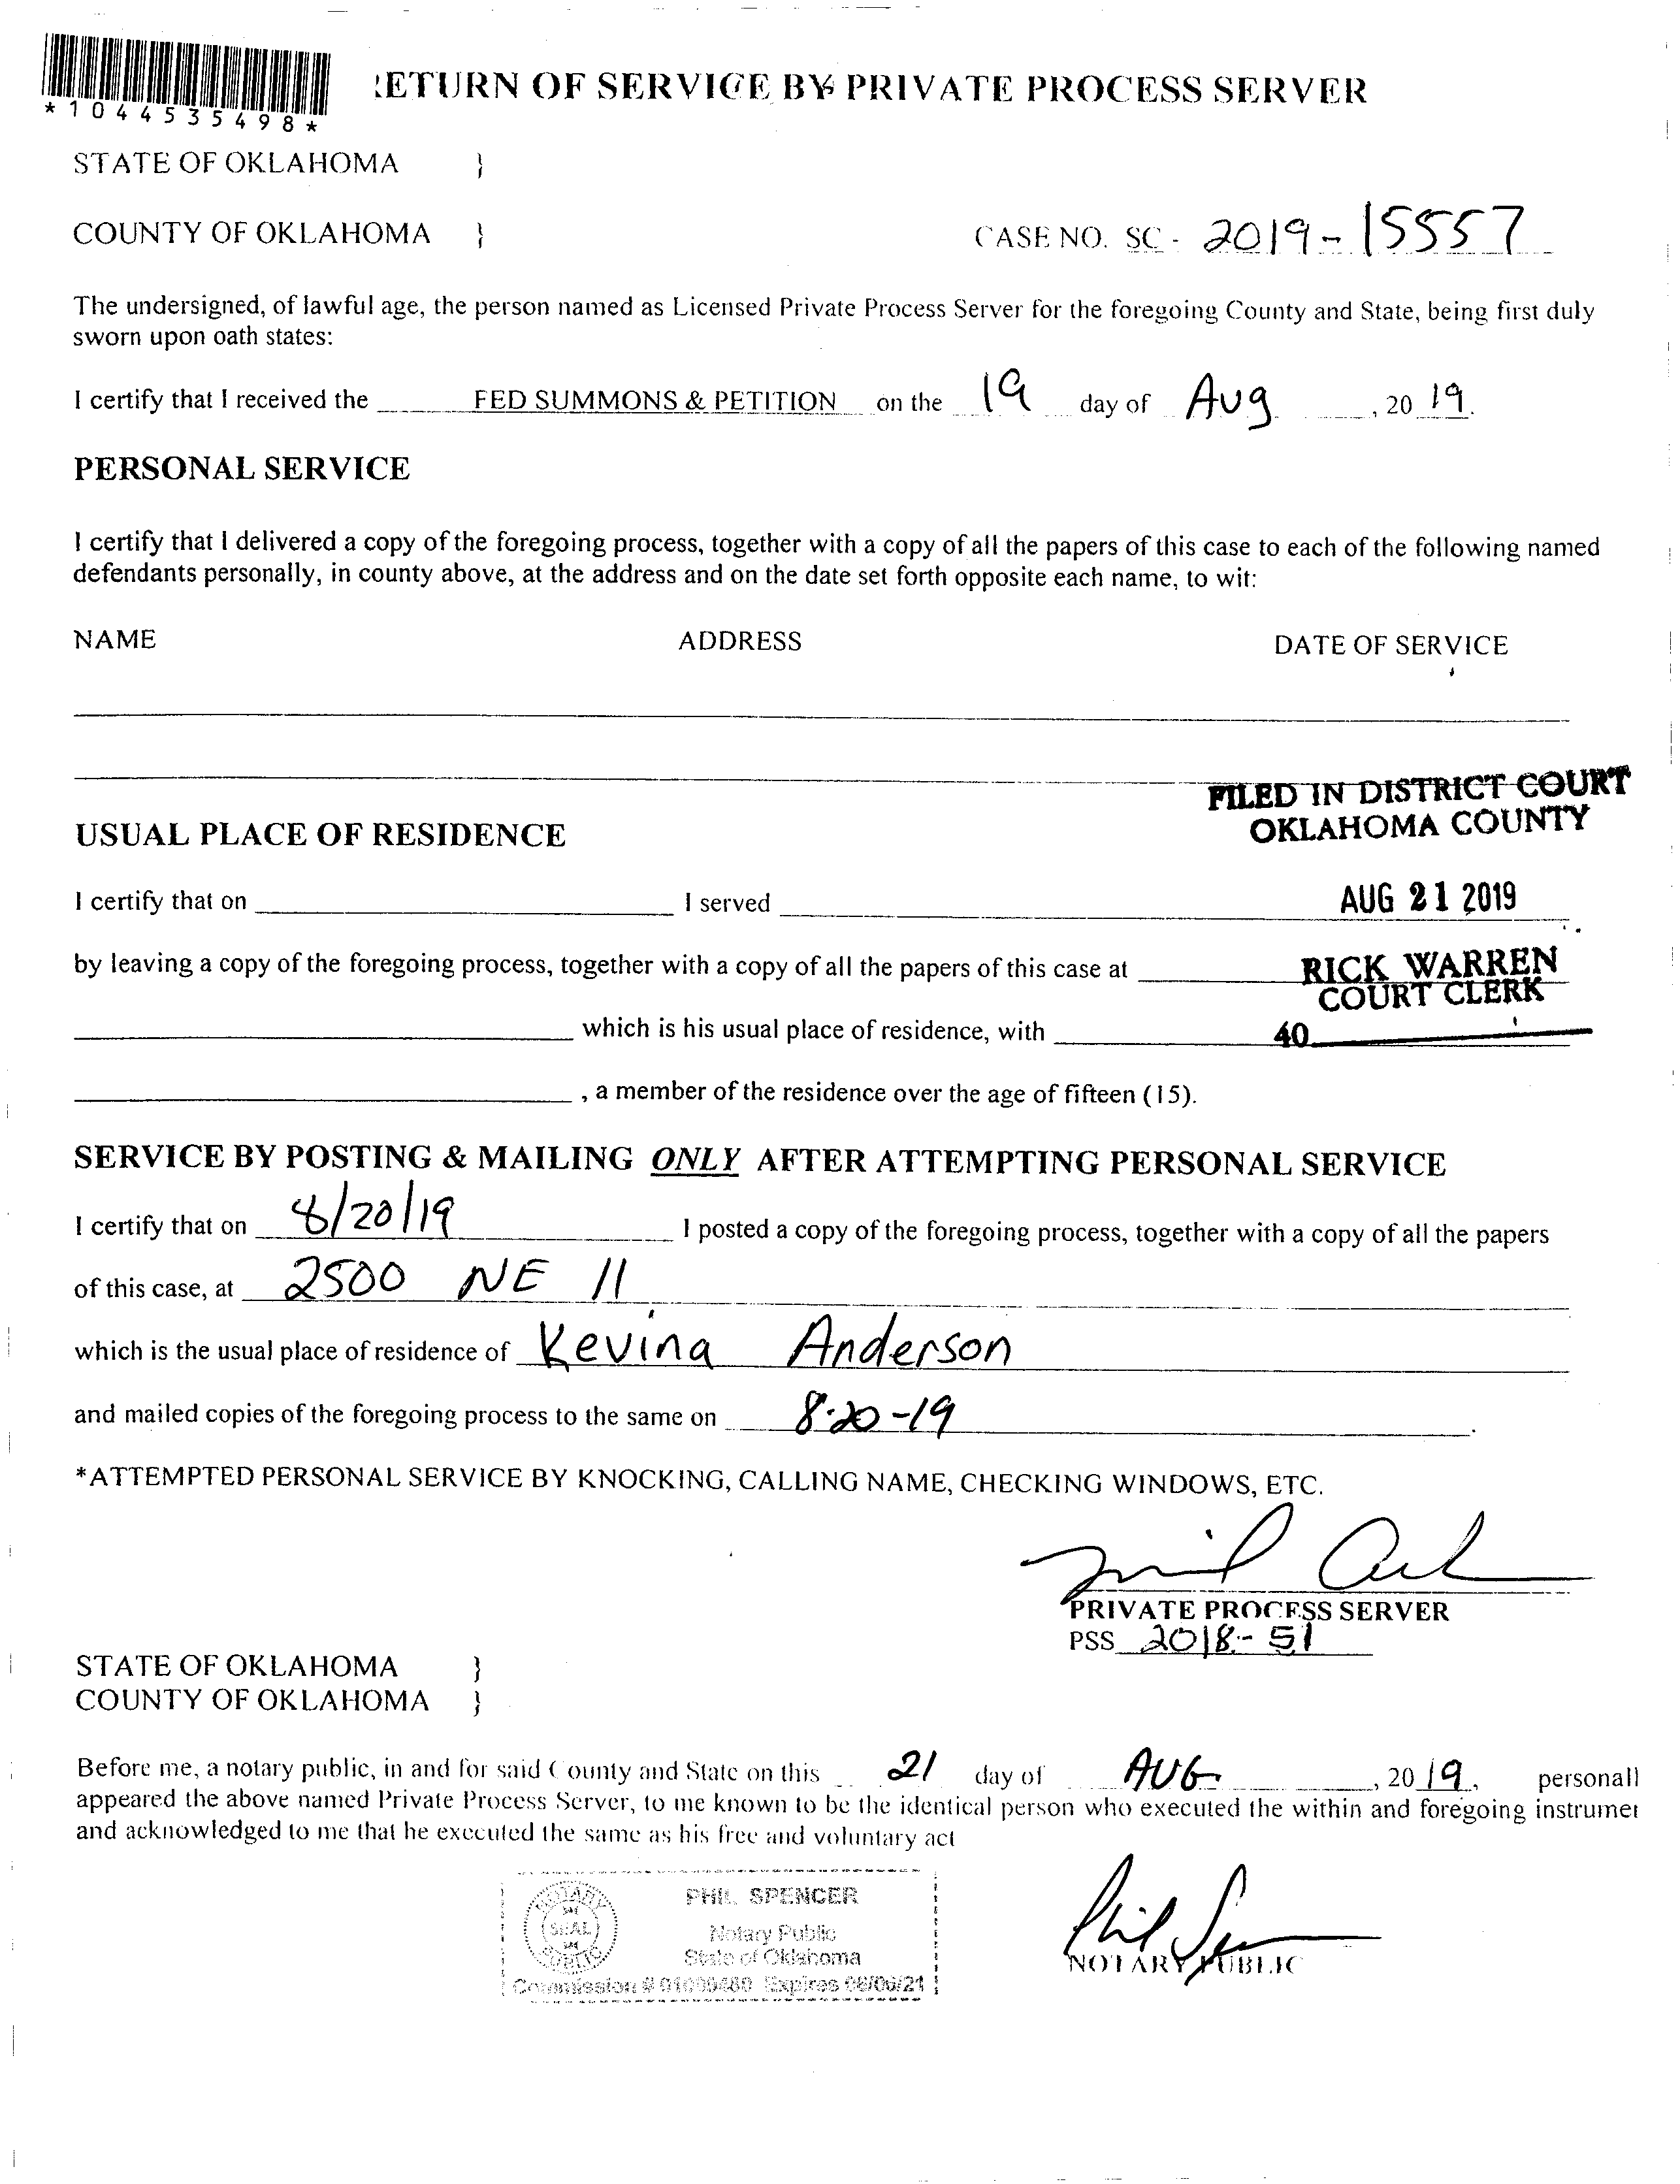 *1044535498*
RETURN OF SERVICE BY PRIVATE PROCESS SERVER
STATE OF OKLAHOMA }
COUNTY OF OKLAHOMA } CASE NO. SC - 2019-15557
The undersigned, of lawful age, the person named as Licensed Private Process Server for the foregoing County and State, being first duly
sworn upon oath states:
I certify that I received the FED SUMMONS & PETITION on the 19 day of Aug, 20 19.
PERSONAL SERVICE
I certify that I delivered a copy of the foregoing process, together with a copy of all the papers of this case to each of the following named
defendants personally, in county above, at the address and on the date set forth opposite each name, to wit:
NAME ADDRESS DATE OF SERVICE
FILED IN DISTRICT COURT
OKLAHOMA COUNTY
USUAL PLACE OF RESIDENCE
I certify that on I served AUG 21 2019
by leaving a copy of the foregoing process, together with a copy of all the papers of this case at RICK WARREN
COURT CLERK
which is his usual place of residence, with 40
, a member of the residence over the age of fifteen (15).
SERVICE BY POSTING & MAILING ONLY AFTER ATTEMPTING PERSONAL SERVICE
I certify that on 8/20/19 I posted a copy of the foregoing process, together with a copy of all the papers
of this case, at 2500 NE 11
which is the usual place of residence of Kevina Anderson
and mailed copies of the foregoing process to the same on 8-20-19.
*ATTEMPTED PERSONAL SERVICE BY KNOCKING, CALLING NAME, CHECKING WINDOWS, ETC.
PRIVATE PROCESS SERVER
PSS 2018-51
STATE OF OKLAHOMA }
COUNTY OF OKLAHOMA }
Before me, a notary public, in and for said County and State on this 21 day of AUG, 20 19, personall
appeared the above named Private Process Server, to me known to be the identical person who executed the within and foregoing instrumen
and acknowledged to me that he executed the same as his free and voluntary act
NOTARY
SEAL
PUBLIC
PHIL SPENCER
Notary Public
State of Oklahoma
Commission # 01009480 Expires 06/06/21
Phil Spencer
NOTARY PUBLIC